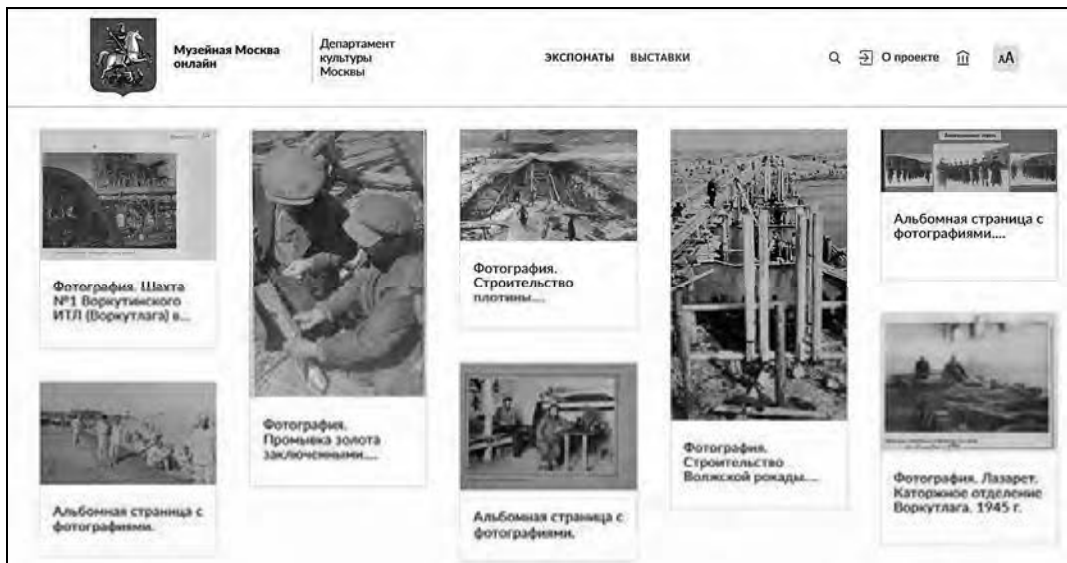 Музейная Москва
онлайн
Департамент
культуры
Москвы
ЭКСПОНАТЫ ВЫСТАВКИ
О проекте
АА
Фотография. Шахта
№1 Воркутинского
ИТЛ (Воркутлага) в...
Альбомная страница с
фотографиями.
Фотография.
Промывка золота
заключенными....
Фотография.
Строительство
плотины....
Альбомная страница с
фотографиями.
Фотография.
Строительство
Волжской рокады....
Альбомная страница с
фотографиями....
Фотография. Лазарет.
Каторжное отделение
Воркутлага. 1945 г.